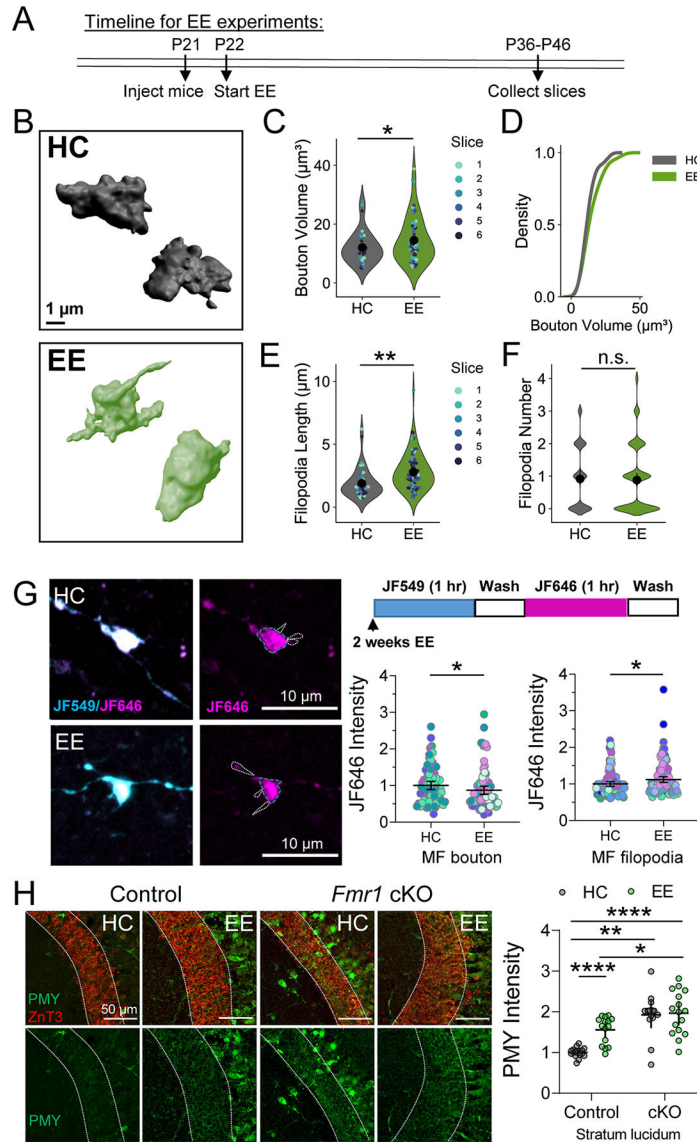 A
Timeline for EE experiments:
P21 P22 P36-P46
Inject mice Start EE Collect slices
B
HC
1 µm
EE
C
Bouton Volume (µm³)
40
20
0
*
HC EE
Slice
1
2
3
4
5
6
D
Density
1.0
0.5
0.0
0 50
Bouton Volume (µm³)
HC
EE
E
Filopodia Length (µm)
10
5
0
**
HC EE
Slice
1
2
3
4
5
6
F
Filopodia Number
4
3
2
1
0
n.s.
HC EE
G
HC
JF549/JF646
JF646
10 µm
EE
10 µm
JF549 (1 hr) Wash JF646 (1 hr) Wash
2 weeks EE
JF646 Intensity
4
3
2
1
0
*
HC EE
MF bouton
JF646 Intensity
4
3
2
1
0
*
HC EE
MF filopodia
H
Control Fmr1 cKO
HC EE HC EE
PMY
ZnT3
50 µm
PMY
HC EE
PMY Intensity
4
3
2
1
0
****
**
*
****
Control cKO
Stratum lucidum